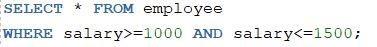 SELECT * FROM employee
WHERE salary>=1000 AND salary<=1500;